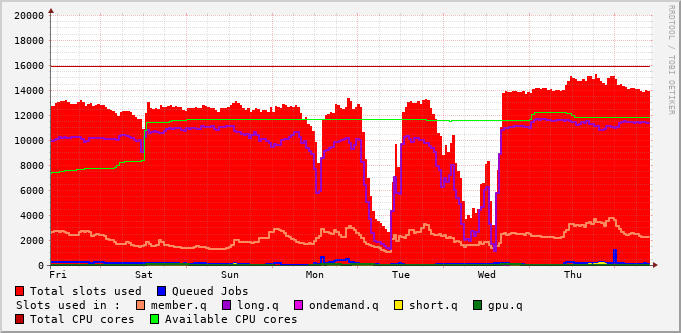 RRDTOOL / TOBI OETIKER
20000
18000
16000
14000
12000
10000
8000
6000
4000
2000
0
Fri Sat Sun Mon Tue Wed Thu
Total slots used Queued Jobs
Slots used in : member.q long.q ondemand.q short.q gpu.q
Total CPU cores Available CPU cores